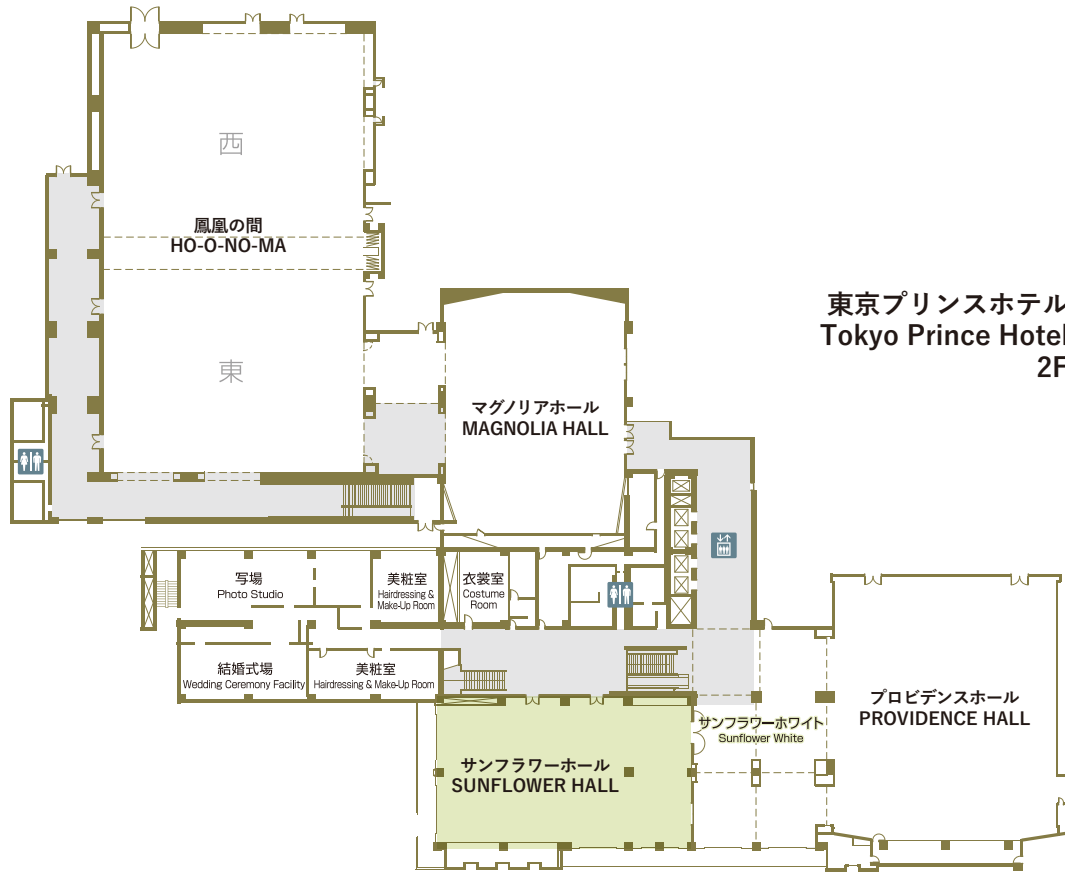 西
鳳凰の間
HO-O-NO-MA
東
東京プリンスホテル
Tokyo Prince Hotel
2F
マグノリアホール
MAGNOLIA HALL
写場
Photo Studio
美粧室
Hairdressing &
Make-Up Room
衣裳室
Costume
Room
結婚式場
Wedding Ceremony Facility
美粧室
Hairdressing & Make-Up Room
サンフラワーホワイト
Sunflower White
プロビデンスホール
PROVIDENCE HALL
サンフラワーホール
SUNFLOWER HALL